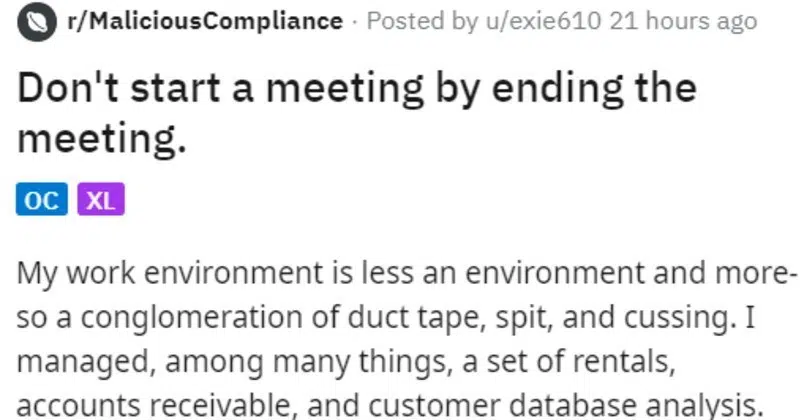 r/MaliciousCompliance · Posted by u/exie610 21 hours ago
Don't start a meeting by ending the
meeting.
OC XL
My work environment is less an environment and more-
so a conglomeration of duct tape, spit, and cussing. I
managed, among many things, a set of rentals,
accounts receivable, and customer database analysis.